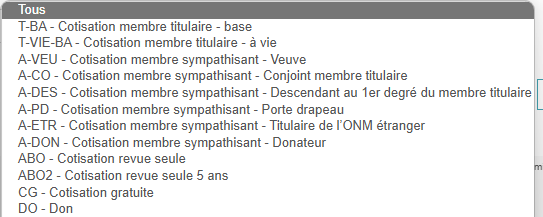 Tous
T-BA - Cotisation membre titulaire - base
T-VIE-BA - Cotisation membre titulaire - à vie
A-VEU - Cotisation membre sympathisant - Veuve
A-CO - Cotisation membre sympathisant - Conjoint membre titulaire
A-DES - Cotisation membre sympathisant - Descendant au 1er degré du membre titulaire
A-PD - Cotisation membre sympathisant - Porte drapeau
A-ETR - Cotisation membre sympathisant - Titulaire de l’ONM étranger
A-DON - Cotisation membre sympathisant - Donateur
ABO - Cotisation revue seule
ABO2 - Cotisation revue seule 5 ans
CG - Cotisation gratuite
DO - Don